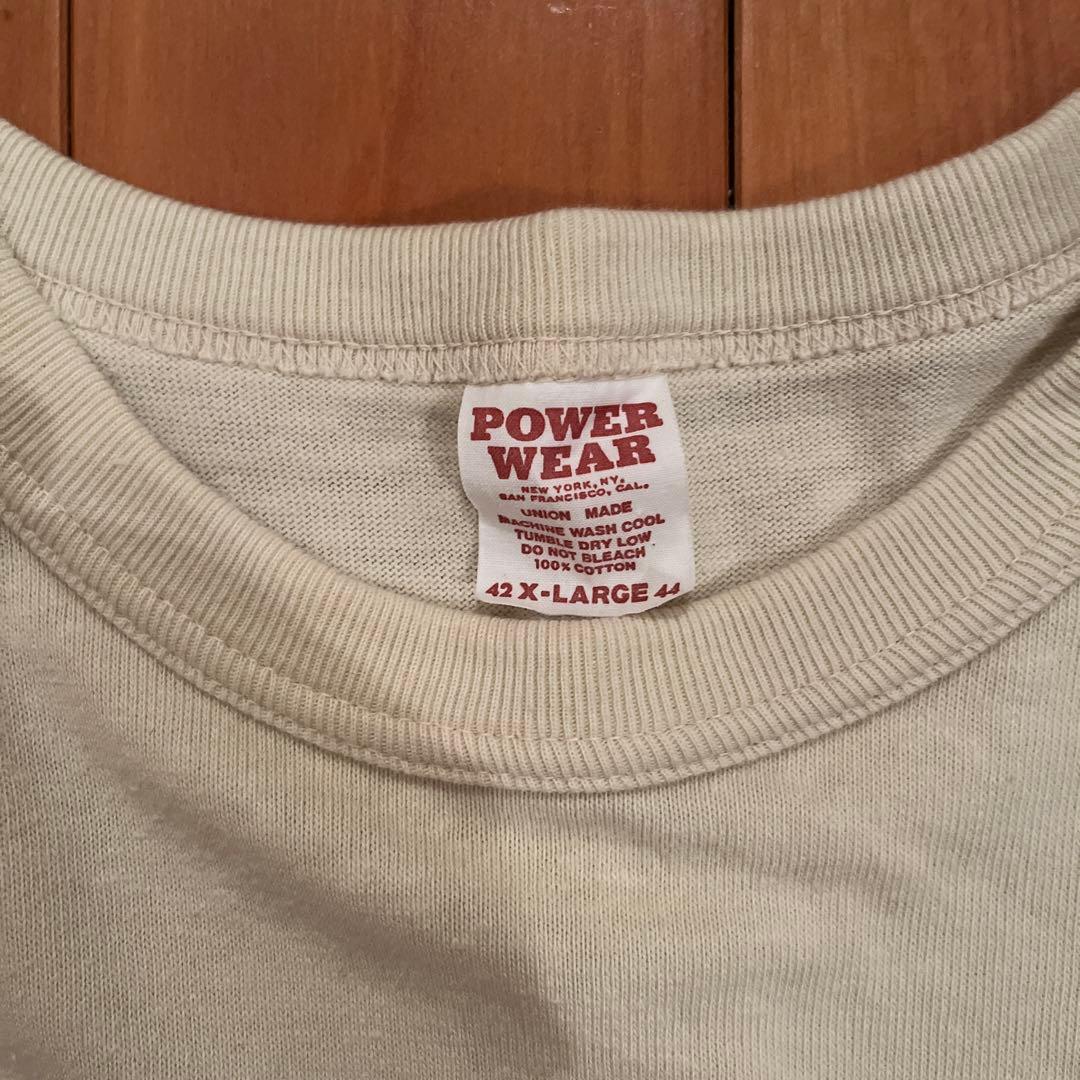 POWER
WEAR
NEW YORK, NY.
SAN FRANCISCO, CAL.
UNION MADE
MACHINE WASH COOL
TUMBLE DRY LOW
DO NOT BLEACH
100% COTTON
42 X-LARGE 44